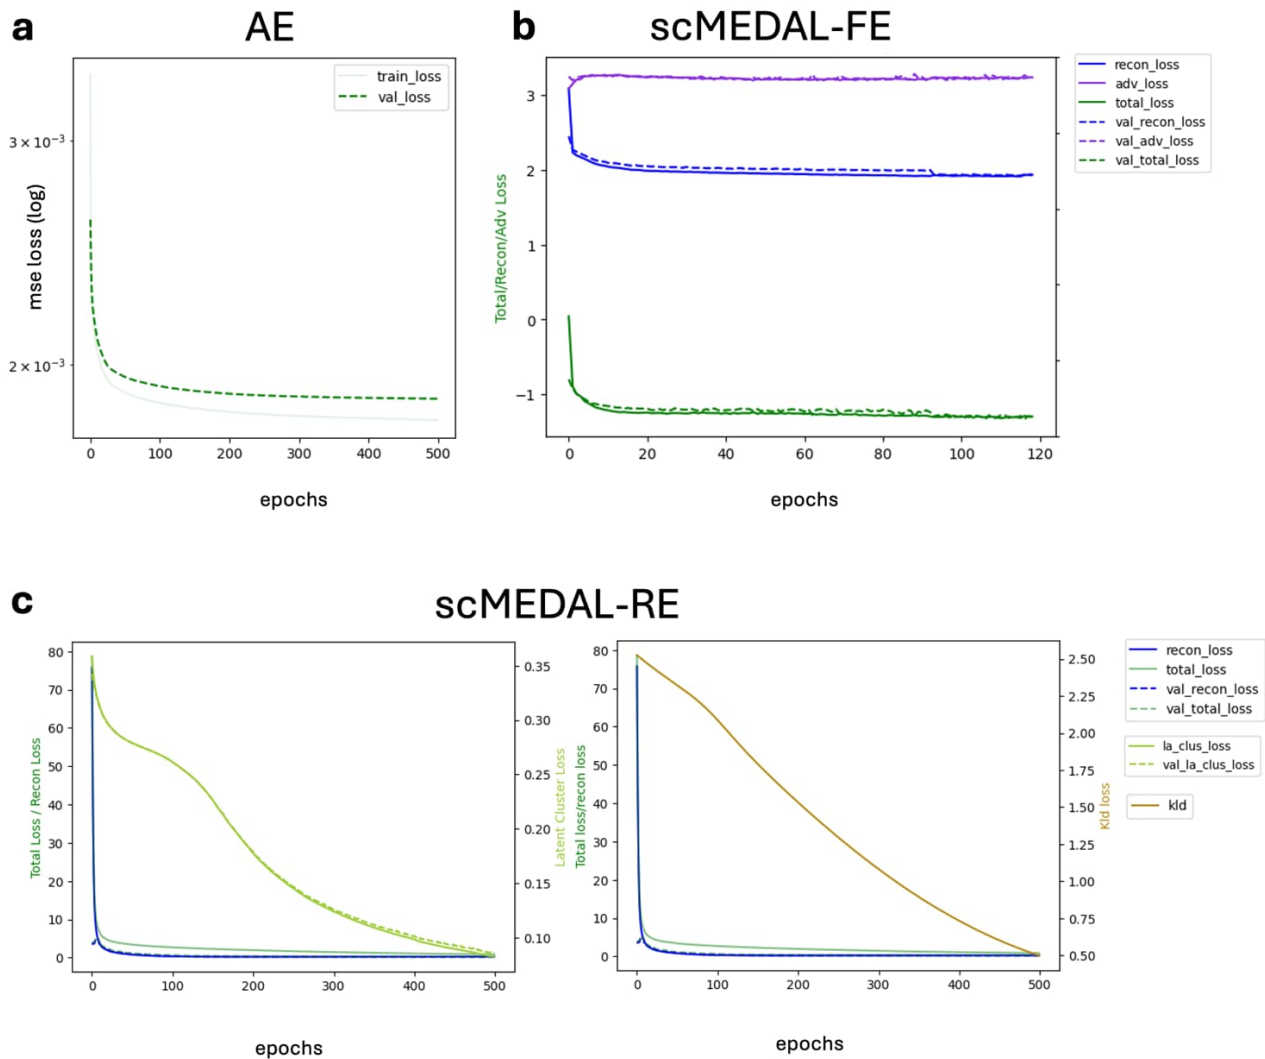 a
AE
mse loss (log)
3 × 10⁻³
2 × 10⁻³
train_loss
val_loss
0 100 200 300 400 500
epochs
b
scMEDAL-FE
Total/Recon/Adv Loss
3
2
1
0
−1
0 20 40 60 80 100 120
epochs
recon_loss
adv_loss
total_loss
val_recon_loss
val_adv_loss
val_total_loss
c
scMEDAL-RE
Total Loss / Recon Loss
80
70
60
50
40
30
20
10
0
0 100 200 300 400 500
epochs
0.35
0.30
0.25
0.20
0.15
0.10
Latent Cluster Loss
Total loss/recon loss
80
70
60
50
40
30
20
10
0
0 100 200 300 400 500
epochs
2.50
2.25
2.00
1.75
1.50
1.25
1.00
0.75
0.50
Kld loss
recon_loss
total_loss
val_recon_loss
val_total_loss
la_clus_loss
val_la_clus_loss
kld